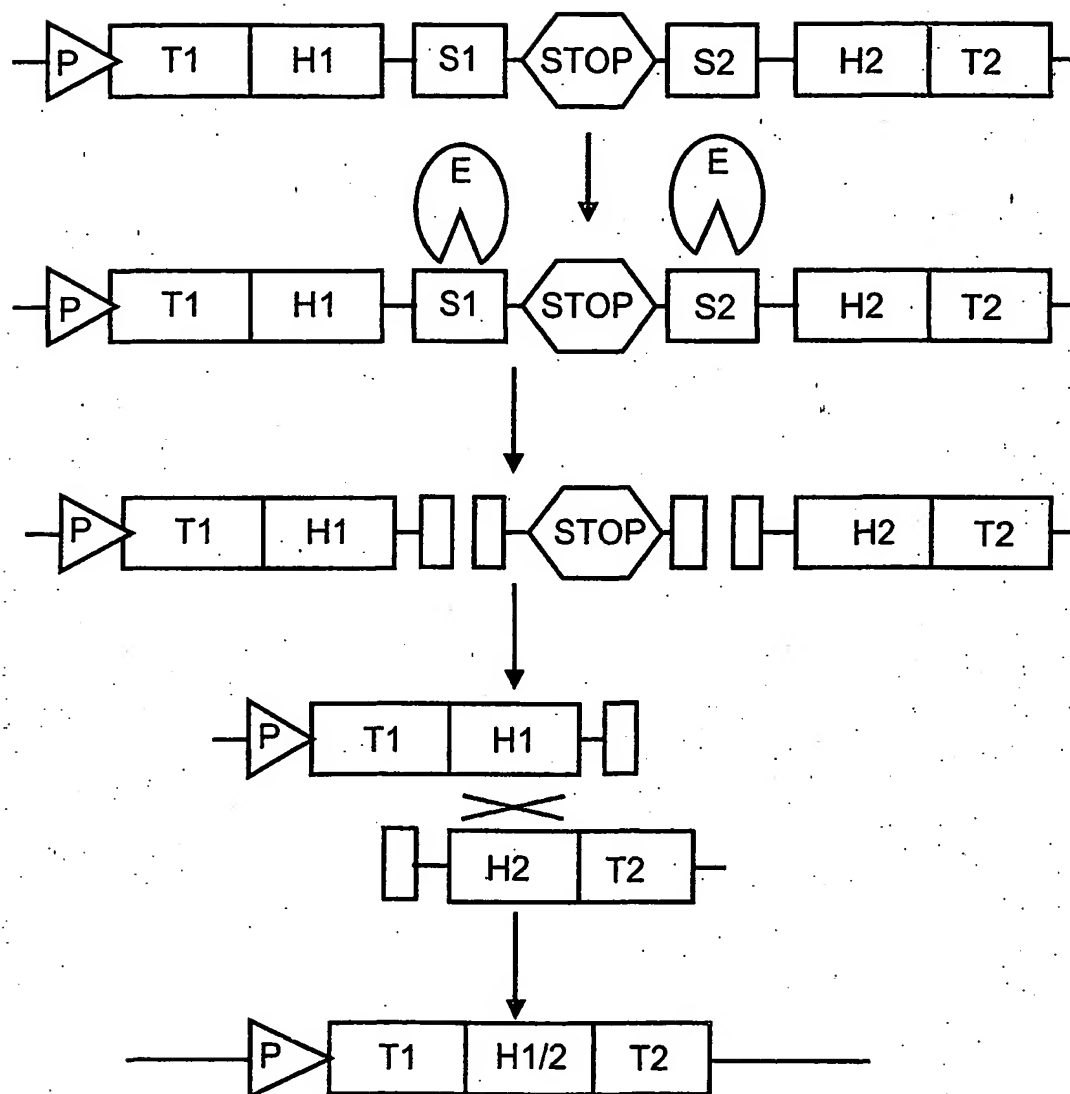 P T1 H1 S1 STOP S2 H2 T2
E E
P T1 H1 S1 STOP S2 H2 T2
P T1 H1 STOP H2 T2
P T1 H1
H2 T2
P T1 H1/2 T2